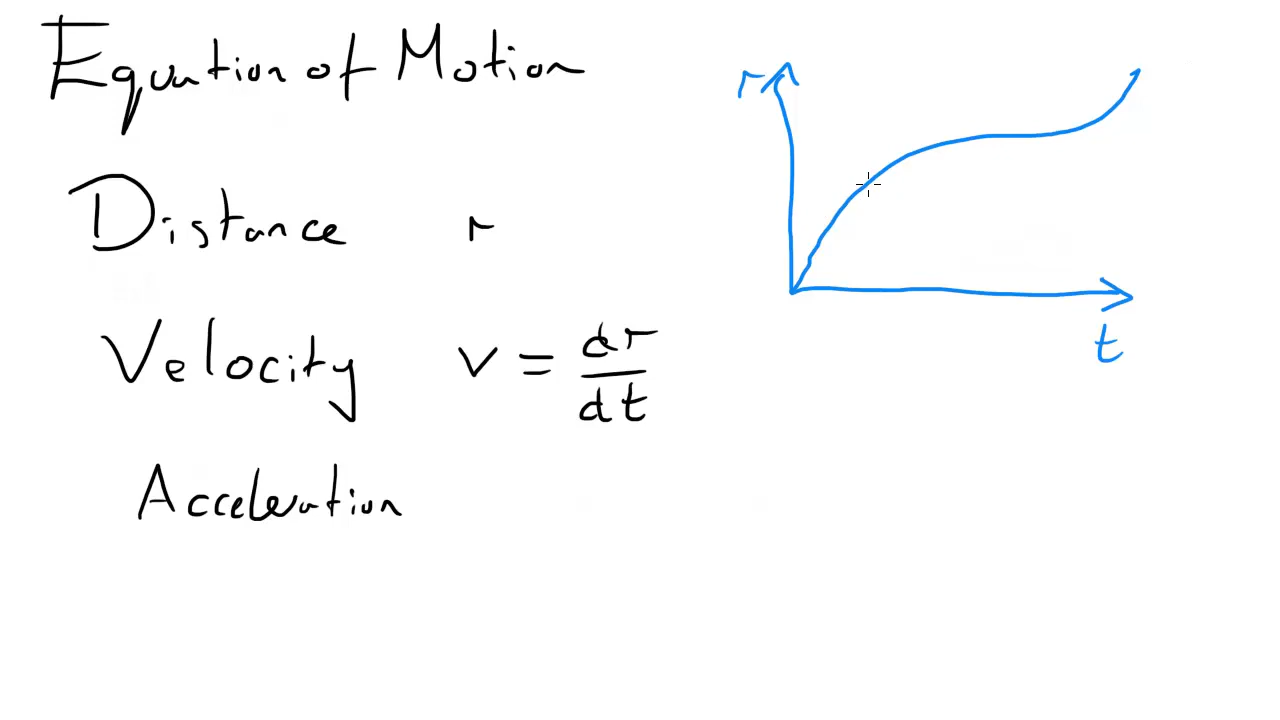 Equation of Motion
Distance r
Velocity v = dr/dt
Acceleration
r
t